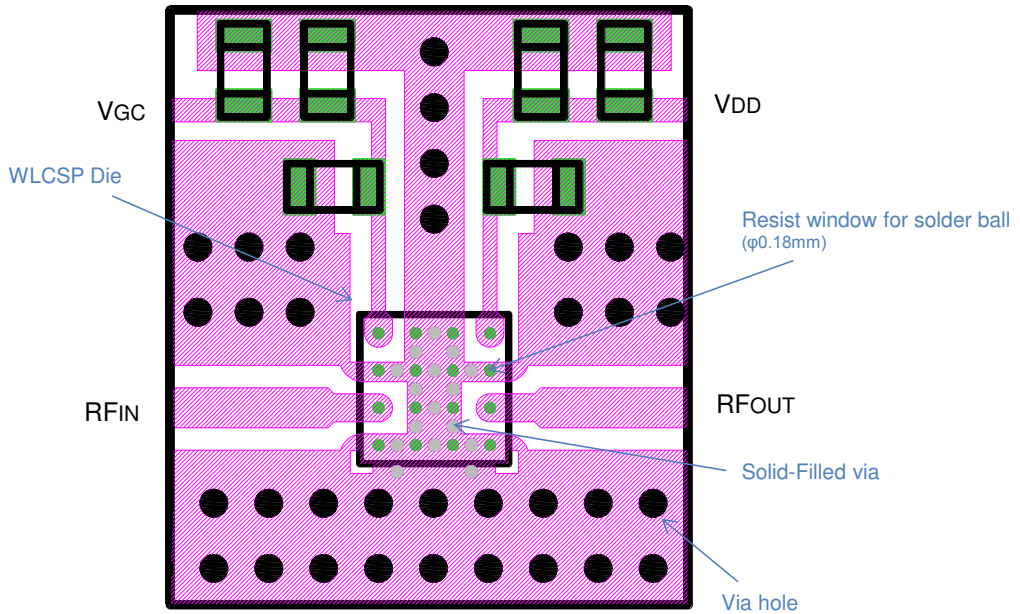 VGC
VDD
WLCSP Die
Resist window for solder ball
(φ0.18mm)
RFIN
RFOUT
Solid-Filled via
Via hole